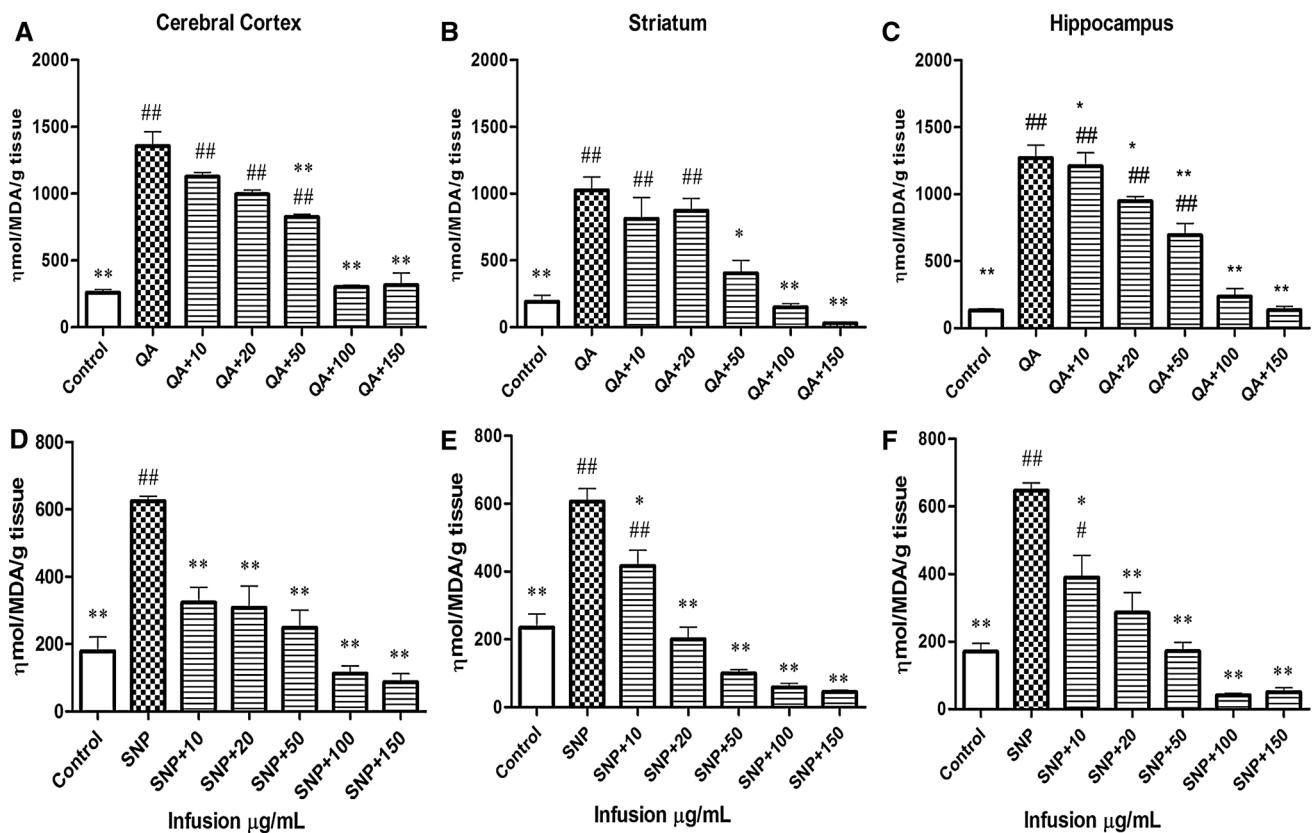 A
Cerebral Cortex
ηmol/MDA/g tissue
2000
1500
1000
500
0
**
##
##
##
**
##
**
**
Control
QA
QA+10
QA+20
QA+50
QA+100
QA+150
B
Striatum
ηmol/MDA/g tissue
2000
1500
1000
500
0
**
##
##
##
*
**
**
Control
QA
QA+10
QA+20
QA+50
QA+100
QA+150
C
Hippocampus
ηmol/MDA/g tissue
2000
1500
1000
500
0
**
##
*
##
*
##
**
##
**
**
Control
QA
QA+10
QA+20
QA+50
QA+100
QA+150
D
ηmol/MDA/g tissue
800
600
400
200
0
**
##
**
**
**
**
**
Control
SNP
SNP+10
SNP+20
SNP+50
SNP+100
SNP+150
Infusion μg/mL
E
ηmol/MDA/g tissue
800
600
400
200
0
**
##
*
##
**
**
**
**
Control
SNP
SNP+10
SNP+20
SNP+50
SNP+100
SNP+150
Infusion μg/mL
F
ηmol/MDA/g tissue
800
600
400
200
0
**
##
*
#
**
**
**
**
Control
SNP
SNP+10
SNP+20
SNP+50
SNP+100
SNP+150
Infusion μg/mL